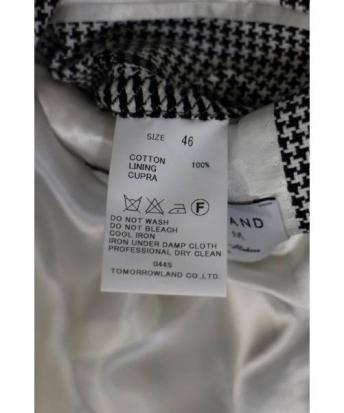 SIZE 46
COTTON 100%
LINING
CUPRA
F
DO NOT WASH
DO NOT BLEACH
COOL IRON
IRON UNDER DAMP CLOTH
PROFESSIONAL DRY CLEAN
044S
TOMORROWLAND CO.,LTD.
LAND
M